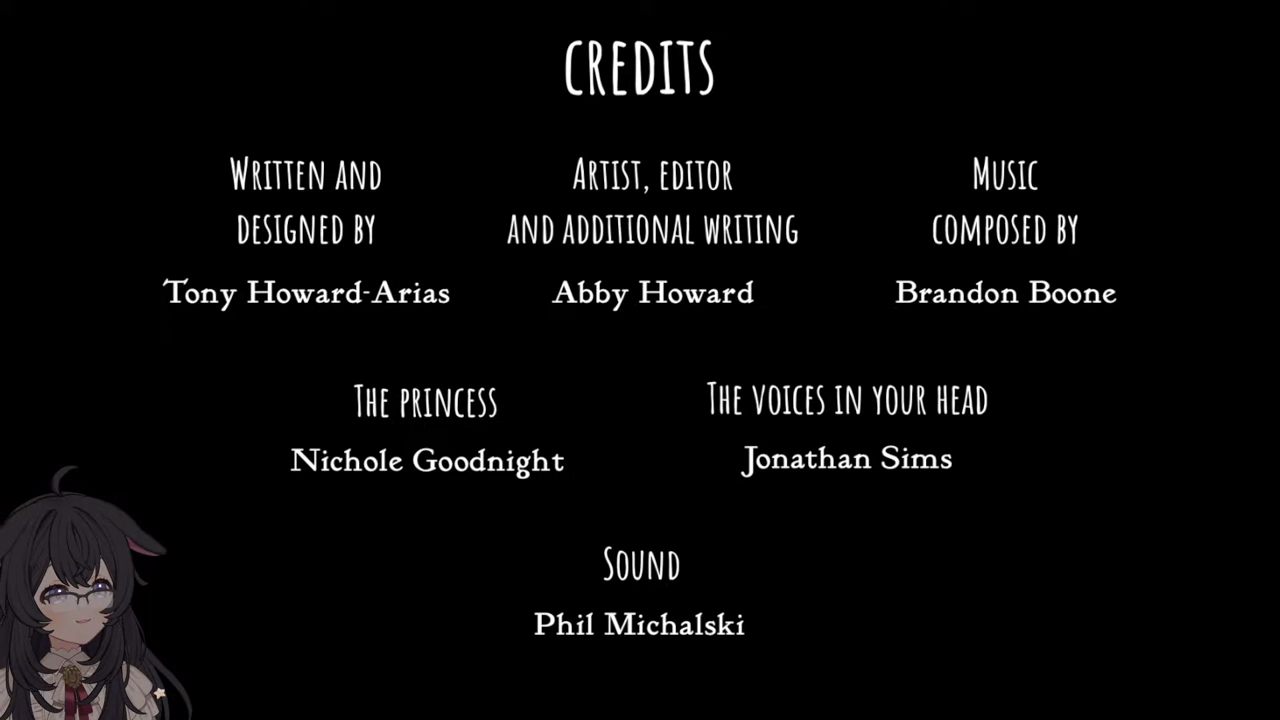 CREDITS
WRITTEN AND
DESIGNED BY
Tony Howard-Arias
ARTIST, EDITOR
AND ADDITIONAL WRITING
Abby Howard
MUSIC
COMPOSED BY
Brandon Boone
THE PRINCESS
Nichole Goodnight
THE VOICES IN YOUR HEAD
Jonathan Sims
SOUND
Phil Michalski